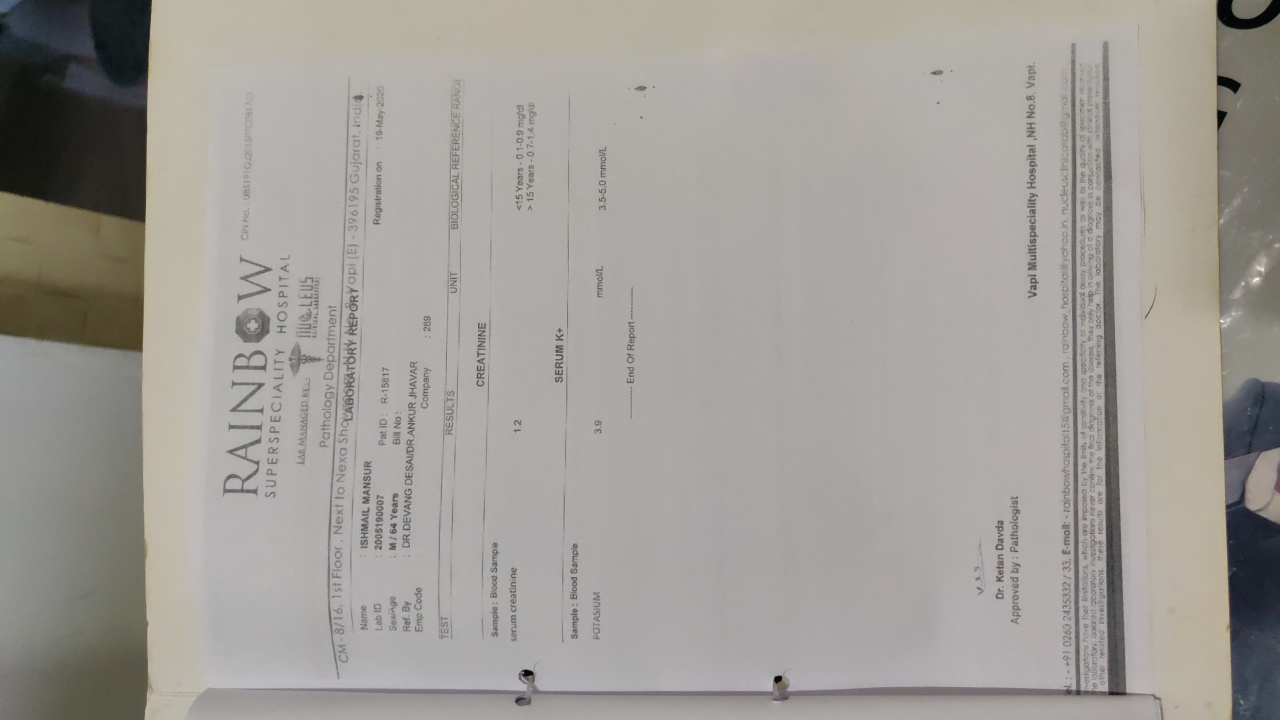 RAINBOW
SUPERSPECIALITY HOSPITAL
CIN No. :
LAB MANAGED BY :- NUCLEUS
Pathology Department
CM - 8/16, 1st Floor , Next to Nexa Showroom, N.H. No. 8, Vapi (E) - 396195 Gujarat, India.
LABORATORY REPORT
Name : ISHMAIL MANSUR
Registration on : 19-May-2020
Lab ID : 2005190007
Pat ID : R-15817
Sex/Age : M / 64 Years
Bill No :
Ref. By : DR.DEVANG DESAI/DR.ANKUR JHAVAR
Emp Code :
Company : 269
TEST RESULTS UNIT BIOLOGICAL REFERENCE RANGE
CREATININE
Sample : Blood Sample
serum creatinine 1.2 <15 Years - 0.1-0.9 mg/dl
> 15 Years - 0.7-1.4 mg/dl
SERUM K+
Sample : Blood Sample
POTASIUM 3.9 mmol/L 3.5-5.0 mmol/L
---------- End Of Report ----------
Dr. Ketan Davda
Approved by : Pathologist
Vapi Multispeciality Hospital ,NH No.8, Vapi.
el. : - +91 0260 2435332 / 33, E-mail: - rainbowhospital15@gmail.com , rainbow_hospital@yahoo.in, nucleusclinicallab@gmail.com
investigations have their limitations, which are imposed by the limits of sensitivity and specificity of individual assay procedures as well as the quality of specimen received
the laboratory, isolated laboratory investigations never confirm the final diagnosis of the disease, they only help in arriving at a diagnosis in conjuction with clinical
other related investigations. these results are for the information of the referring doctor. The laboratory may be contacted whenever required.